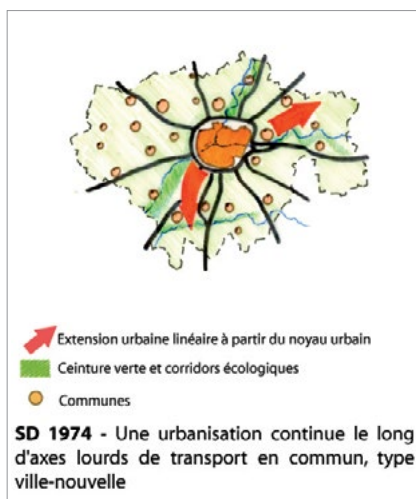 Extension urbaine linéaire à partir du noyau urbain
Ceinture verte et corridors écologiques
Communes
SD 1974 - Une urbanisation continue le long
d'axes lourds de transport en commun, type
ville-nouvelle